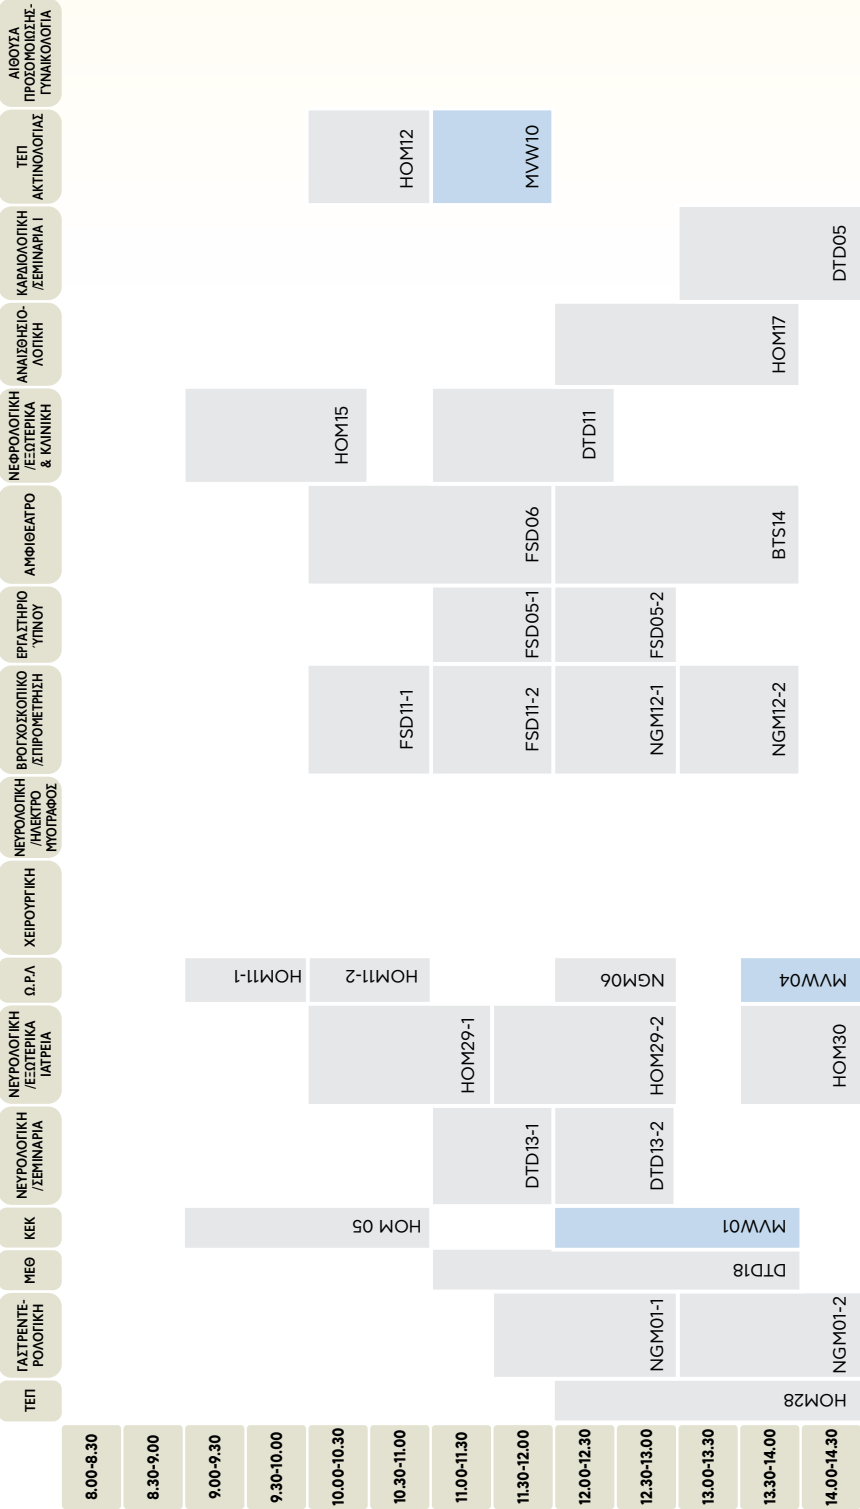 ΑΙΘΟΥΣΑ
ΠΡΟΣΟΜΟΙΩΣΗΣ-
ΓΥΝΑΙΚΟΛΟΓΙΑ
ΤΕΠ
ΑΚΤΙΝΟΛΟΓΙΑΣ
HOM12
MVW10
ΚΑΡΔΙΟΛΟΓΙΚΗ
/ΣΕΜΙΝΑΡΙΑ Ι
DTD05
ΑΝΑΙΣΘΗΣΙΟ-
ΛΟΓΙΚΗ
HOM17
ΝΕΦΡΟΛΟΓΙΚΗ
/ΕΞΩΤΕΡΙΚΑ
& ΚΛΙΝΙΚΗ
HOM15
DTD11
ΑΜΦΙΘΕΑΤΡΟ
FSD06
BTS14
ΕΡΓΑΣΤΗΡΙΟ
ΎΠΝΟΥ
FSD05-1
FSD05-2
ΒΡΟΓΧΟΣΚΟΠΙΚΟ
/ΣΠΙΡΟΜΕΤΡΗΣΗ
FSD11-1
FSD11-2
NGM12-1
NGM12-2
ΝΕΥΡΟΛΟΓΙΚΗ
/ΗΛΕΚΤΡΟ
ΜΥΟΓΡΑΦΟΣ
ΧΕΙΡΟΥΡΓΙΚΗ
Ω.Ρ.Λ
HOM11-1
HOM11-2
NGM06
MVW04
ΝΕΥΡΟΛΟΓΙΚΗ
/ΕΞΩΤΕΡΙΚΑ
ΙΑΤΡΕΙΑ
HOM29-1
HOM29-2
HOM30
ΝΕΥΡΟΛΟΓΙΚΗ
/ΣΕΜΙΝΑΡΙΑ
DTD13-1
DTD13-2
ΚΕΚ
HOM 05
MVW01
ΜΕΘ
DTD18
ΓΑΣΤΡΕΝΤΕ-
ΡΟΛΟΓΙΚΗ
NGM01-1
NGM01-2
ΤΕΠ
HOM28
8.00-8.30
8.30-9.00
9.00-9.30
9.30-10.00
10.00-10.30
10.30-11.00
11.00-11.30
11.30-12.00
12.00-12.30
12.30-13.00
13.00-13.30
13.30-14.00
14.00-14.30